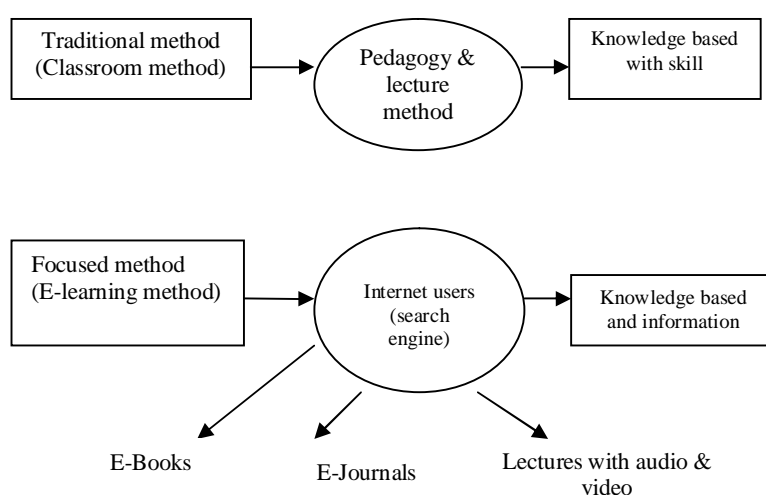 Traditional method
(Classroom method)
Pedagogy &
lecture
method
Knowledge based
with skill
Focused method
(E-learning method)
Internet users
(search
engine)
Knowledge based
and information
E-Books
E-Journals
Lectures with audio &
video